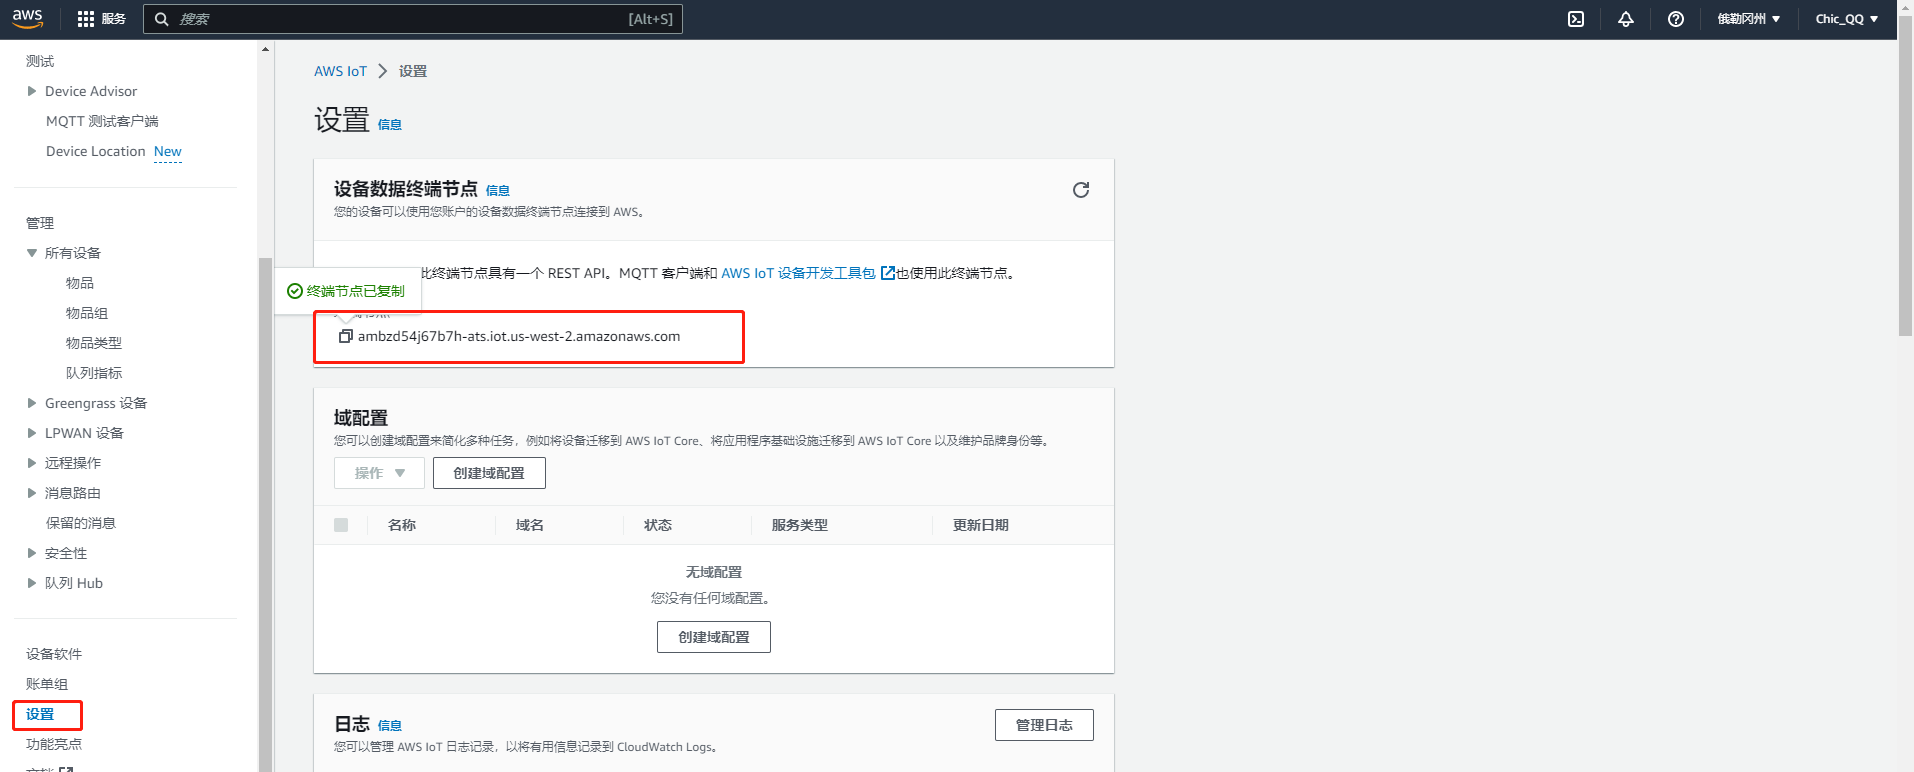 aws
服务
搜索
[Alt+S]
俄勒冈州
Chic_QQ
测试
Device Advisor
MQTT 测试客户端
Device Location New
管理
所有设备
物品
物品组
物品类型
队列指标
Greengrass 设备
LPWAN 设备
远程操作
消息路由
保留的消息
安全性
队列 Hub
设备软件
账单组
设置
功能亮点
AWS IoT
设置
设置 信息
设备数据终端节点 信息
您的设备可以使用您账户的设备数据终端节点连接到 AWS。
此终端节点具有一个 REST API。MQTT 客户端和 AWS IoT 设备开发工具包 也使用此终端节点。
终端节点已复制
ambzd54j67b7h-ats.iot.us-west-2.amazonaws.com
域配置
您可以创建域配置来简化多种任务，例如将设备迁移到 AWS IoT Core、将应用程序基础设施迁移到 AWS IoT Core 以及维护品牌身份等。
操作
创建域配置
名称
域名
状态
服务类型
更新日期
无域配置
您没有任何域配置。
创建域配置
日志 信息
管理日志
您可以管理 AWS IoT 日志记录，以将有用信息记录到 CloudWatch Logs。